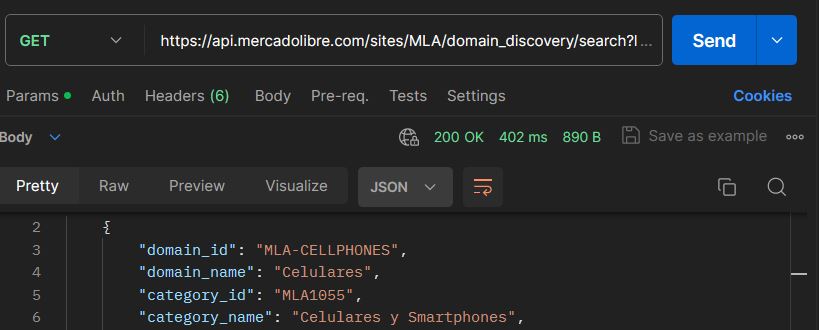 GET https://api.mercadolibre.com/sites/MLA/domain_discovery/search?l ... Send
Params Auth Headers (6) Body Pre-req. Tests Settings Cookies
Body 200 OK 402 ms 890 B Save as example
Pretty Raw Preview Visualize JSON
2 {
3 "domain_id": "MLA-CELLPHONES",
4 "domain_name": "Celulares",
5 "category_id": "MLA1055",
6 "category_name": "Celulares y Smartphones",